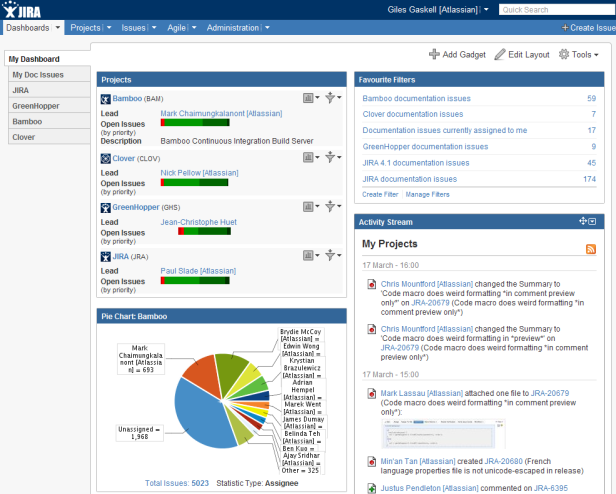 JIRA
Giles Gaskell [Atlassian]
Quick Search
Dashboards
Projects
Issues
Agile
Administration
Create Issue
Add Gadget
Edit Layout
Tools
My Dashboard
My Doc Issues
JIRA
GreenHopper
Bamboo
Clover
Projects
Bamboo (BAM)
Lead Mark Chaimungkalanont [Atlassian]
Open Issues
(by priority)
Description Bamboo Continuous Integration Build Server
Clover (CLOV)
Lead Nick Pellow [Atlassian]
Open Issues
(by priority)
GreenHopper (GHS)
Lead Jean-Christophe Huet
Open Issues
(by priority)
JIRA (JRA)
Lead Paul Slade [Atlassian]
Open Issues
(by priority)
Pie Chart: Bamboo
Brydie McCoy
[Atlassian] =
Edwin Wong
[Atlassian] =
Krystian
Brazulewicz
[Atlassian] =
Adrian
Hempel
[Atlassian] =
Marek Went
[Atlassian] =
James Dumay
[Atlassian] =
Belinda Teh
[Atlassian] =
Ben Kuo =
Ajay Sridhar
[Atlassian] =
Other = 325
Mark
Chaimungkala
nont [Atlassia
n] = 693
Unassigned =
1,968
Total Issues: 5023 Statistic Type: Assignee
Favourite Filters
Bamboo documentation issues 59
Clover documentation issues 7
Documentation issues currently assigned to me 17
GreenHopper documentation issues 9
JIRA 4.1 documentation issues 45
JIRA documentation issues 174
Create Filter Manage Filters
Activity Stream
My Projects
17 March - 16:00
Chris Mountford [Atlassian] changed the Summary to
'Code macro does weird formatting *in comment preview
only*' on JRA-20679 (Code macro does weird formatting *in
comment preview only*)
Chris Mountford [Atlassian] changed the Summary to
'Code macro does weird formatting in *preview*' on
JRA-20679 (Code macro does weird formatting *in comment
preview only*)
17 March - 15:00
Mark Lassau [Atlassian] attached one file to JRA-20679
(Code macro does weird formatting *in comment preview
only*):
Min'an Tan [Atlassian] created JRA-20680 (French
language properties file is not unicode-escaped in release)
Justus Pendleton [Atlassian] commented on JRA-6395